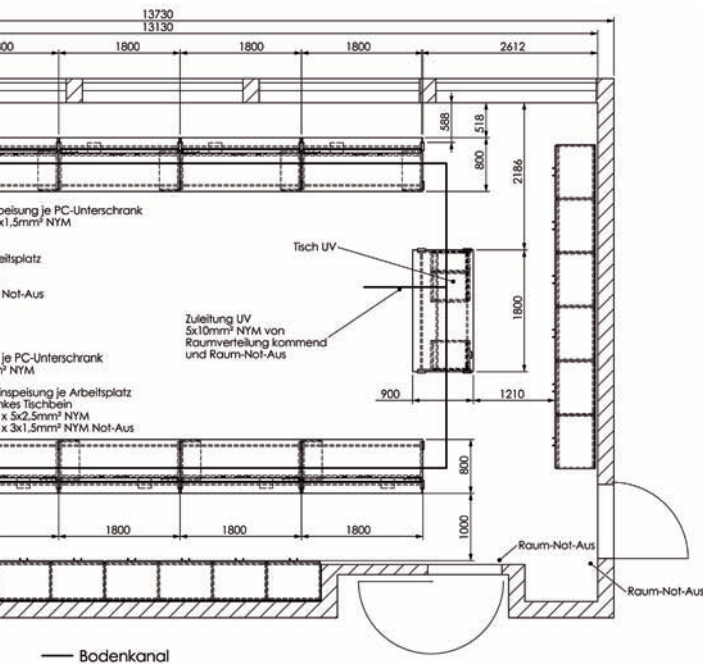 13730
13130
1800
1800
1800
2612
588
518
800
2186
peisung je PC-Unterschrank
x1,5mm² NYM
eitsplatz
Not-Aus
Tisch UV
Zuleitung UV
5x10mm² NYM von
Raumverteilung kommend
und Raum-Not-Aus
1800
je PC-Unterschrank
m² NYM
inspeisung je Arbeitsplatz
nkes Tischbein
x 5x2,5mm² NYM
x 3x1,5mm² NYM Not-Aus
900
1210
800
1000
1800
1800
1800
Raum-Not-Aus
Raum-Not-Aus
Bodenkanal